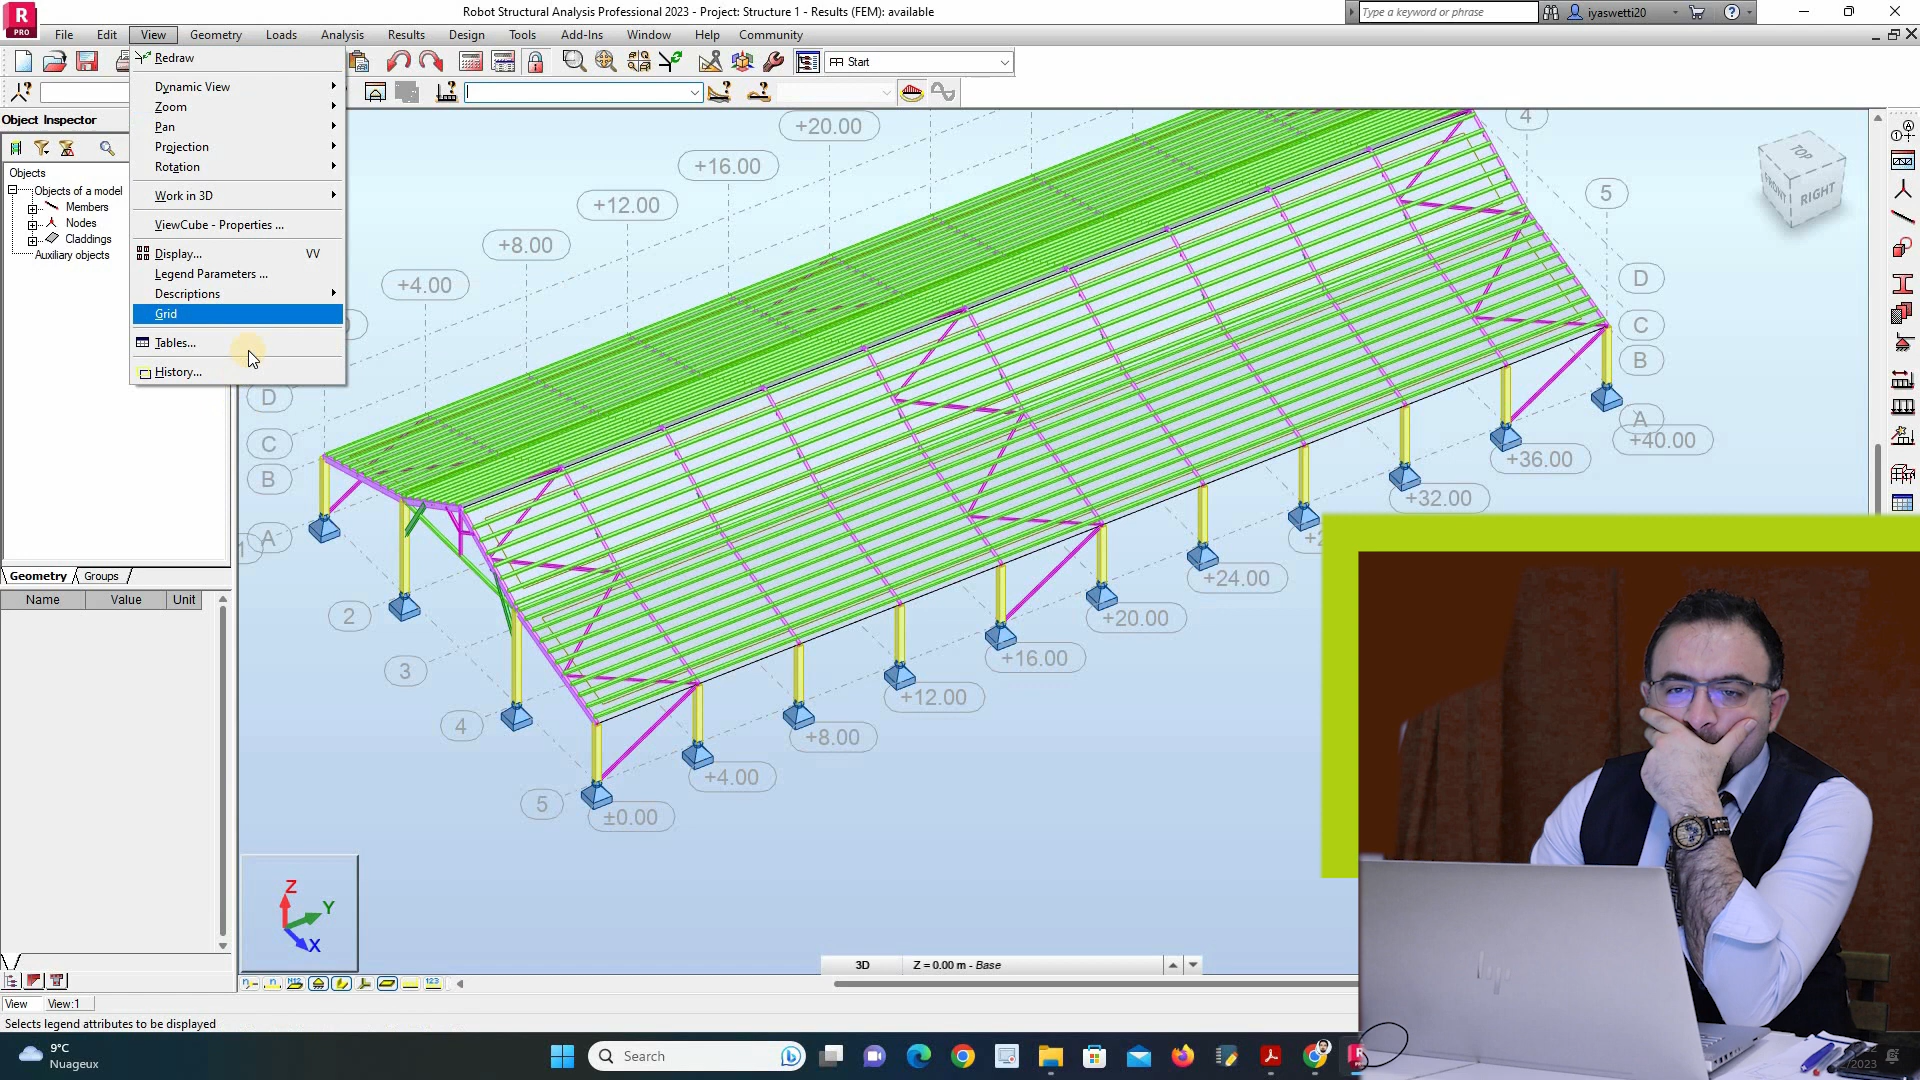 R
PRO
Robot Structural Analysis Professional 2023 - Project: Structure 1 - Results (FEM): available
Type a keyword or phrase
iyaswetti20
File Edit View Geometry Loads Analysis Results Design Tools Add-Ins Window Help Community
Start
Redraw
Dynamic View
Zoom
Pan
Projection
Rotation
Work in 3D
ViewCube - Properties ...
Display... VV
Legend Parameters ...
Descriptions
Grid
Tables...
History...
Object Inspector
Objects
Objects of a model
Members
Nodes
Claddings
Auxiliary objects
Geometry Groups
Name Value Unit
+20.00
+16.00
+12.00
+8.00
+4.00
4
5
D
C
B
A
+40.00
+36.00
+32.00
+24.00
+20.00
+16.00
+12.00
+8.00
+4.00
±0.00
D
C
B
A
2
3
4
5
TOP
FRONT
RIGHT
Z
Y
X
3D Z = 0.00 m - Base
View View:1
Selects legend attributes to be displayed
9°C
Nuageux
Search
hp